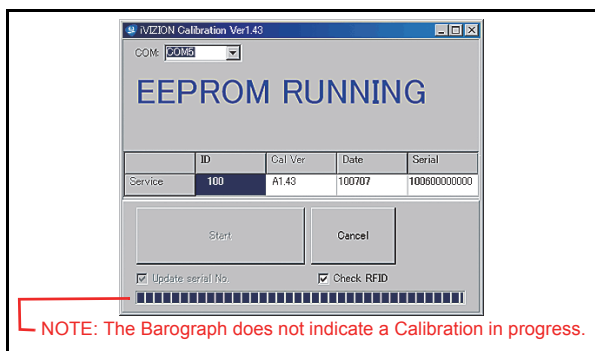 iVIZION Calibration Ver1.43
COM: COM5
EEPROM RUNNING
ID Cal Ver Date Serial
Service 100 A1.43 100707 100600000000
Start Cancel
Update serial No. Check RFID
NOTE: The Barograph does not indicate a Calibration in progress.